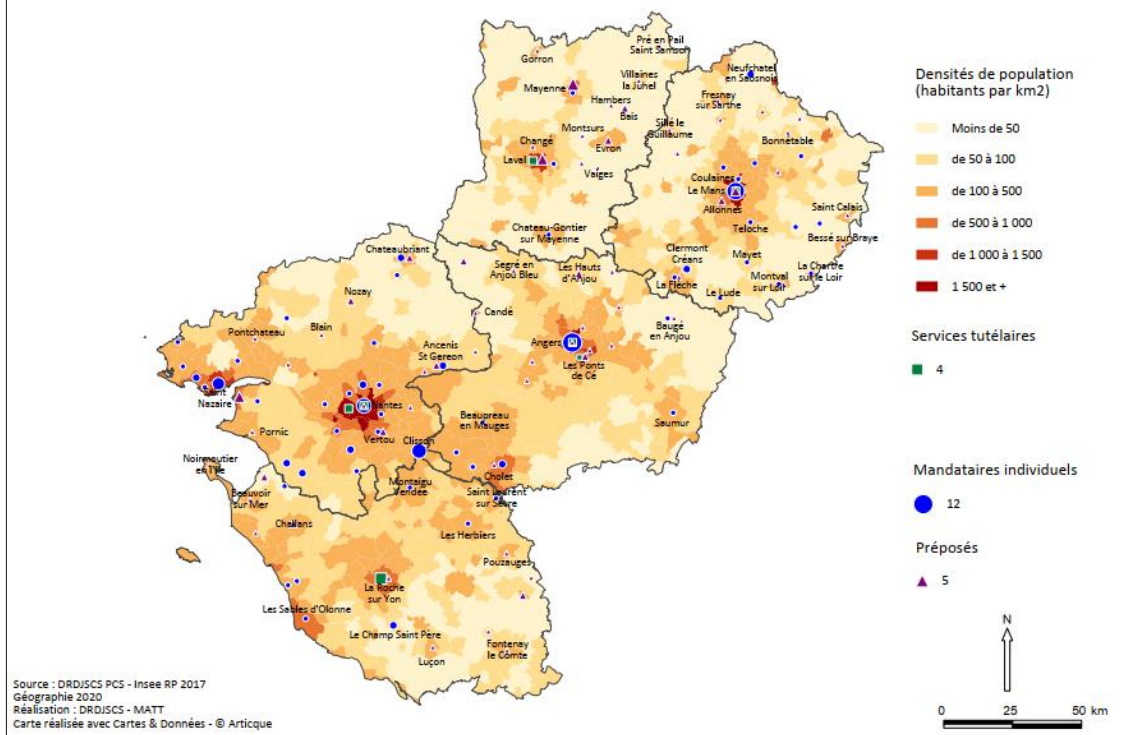 Pré en Pail
Saint Samson
Gorron
Villaines
la Juhel
Mayenne
Hambers
Bais
Montsurs
Changé
Evron
Laval
Vaiges
Chateau-Gontier
sur Mayenne
Neufchatel
en Saosnois
Fresnay
sur Sarthe
Sillé le
Guillaume
Bonnétable
Coulaines
Le Mans
Allonnes
Saint Calais
Teloche
Bessé sur Braye
Clermont
Créans
Mayet
La Chartre
sur le Loir
La Flèche
Montval
sur Loir
Le Lude
Chateaubriant
Segré en
Anjou Bleu
Les Hauts
d'Anjou
Nozay
Candé
Pontchateau
Blain
Baugé
en Anjou
Ancenis
St Gereon
Angers
Les Ponts
de Cé
Saint
Nazaire
Nantes
Beaupreau
en Mauges
Saumur
Pornic
Vertou
Clisson
Noirmoutier
en l'Ile
Cholet
Montaigu
Vendée
Beauvoir
sur Mer
Saint Laurent
sur Sèvre
Challans
Les Herbiers
Pouzauges
La Roche
sur Yon
Les Sables d'Olonne
Le Champ Saint Père
Fontenay
le Comte
Luçon
Densités de population
(habitants par km2)
Moins de 50
de 50 à 100
de 100 à 500
de 500 à 1 000
de 1 000 à 1 500
1 500 et +
Services tutélaires
4
Mandataires individuels
12
Préposés
5
N
0 25 50 km
Source : DRDJSCS PCS - Insee RP 2017
Géographie 2020
Réalisation : DRDJSCS - MATT
Carte réalisée avec Cartes & Données - © Articque